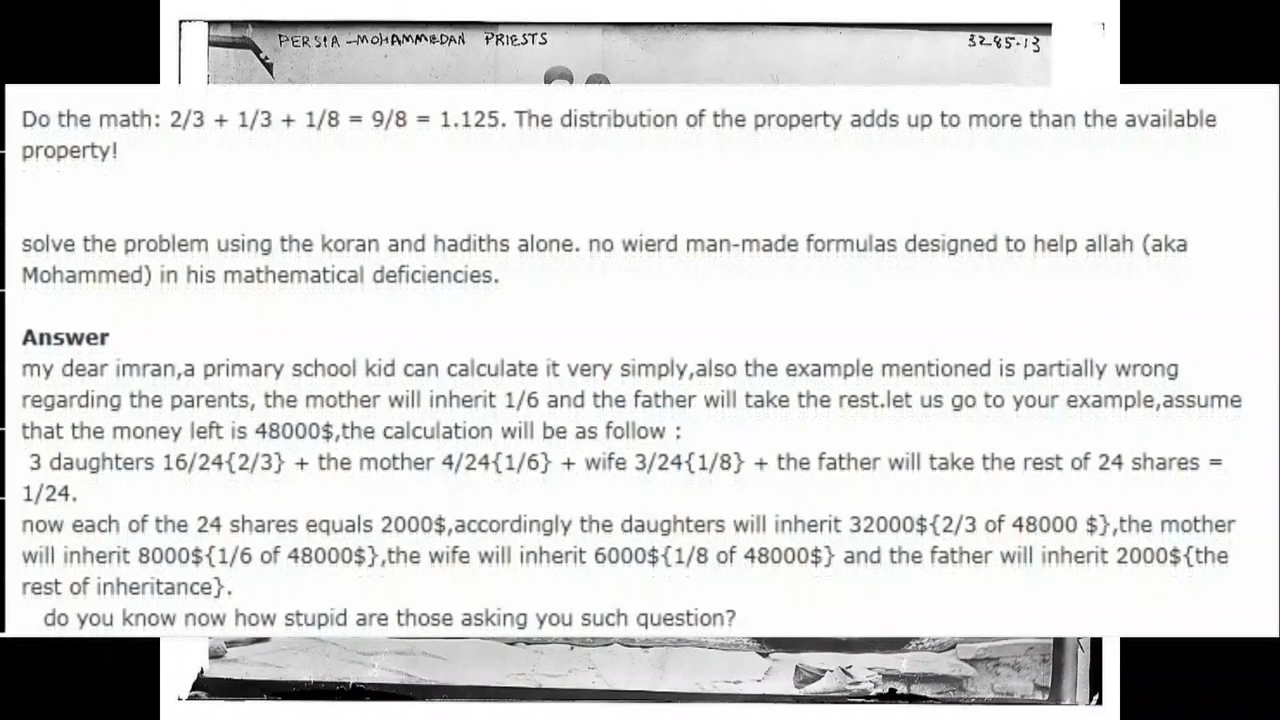 PERSIA-MOHAMMEDAN PRIESTS 3285-13
Do the math: 2/3 + 1/3 + 1/8 = 9/8 = 1.125. The distribution of the property adds up to more than the available
property!
solve the problem using the koran and hadiths alone. no wierd man-made formulas designed to help allah (aka
Mohammed) in his mathematical deficiencies.
Answer
my dear imran,a primary school kid can calculate it very simply,also the example mentioned is partially wrong
regarding the parents, the mother will inherit 1/6 and the father will take the rest.let us go to your example,assume
that the money left is 48000$,the calculation will be as follow :
3 daughters 16/24{2/3} + the mother 4/24{1/6} + wife 3/24{1/8} + the father will take the rest of 24 shares =
1/24.
now each of the 24 shares equals 2000$,accordingly the daughters will inherit 32000${2/3 of 48000 $},the mother
will inherit 8000${1/6 of 48000$},the wife will inherit 6000${1/8 of 48000$} and the father will inherit 2000${the
rest of inheritance}.
do you know now how stupid are those asking you such question?